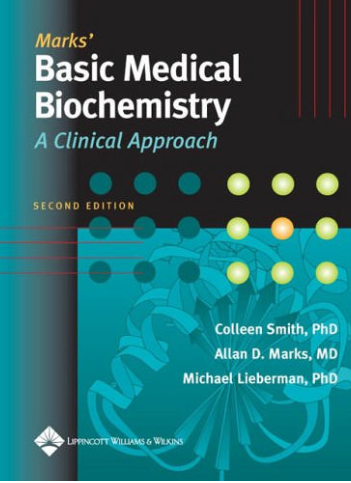 Marks'
Basic Medical
Biochemistry
A Clinical Approach
SECOND EDITION
Colleen Smith, PhD
Allan D. Marks, MD
Michael Lieberman, PhD
LIPPINCOTT WILLIAMS & WILKINS